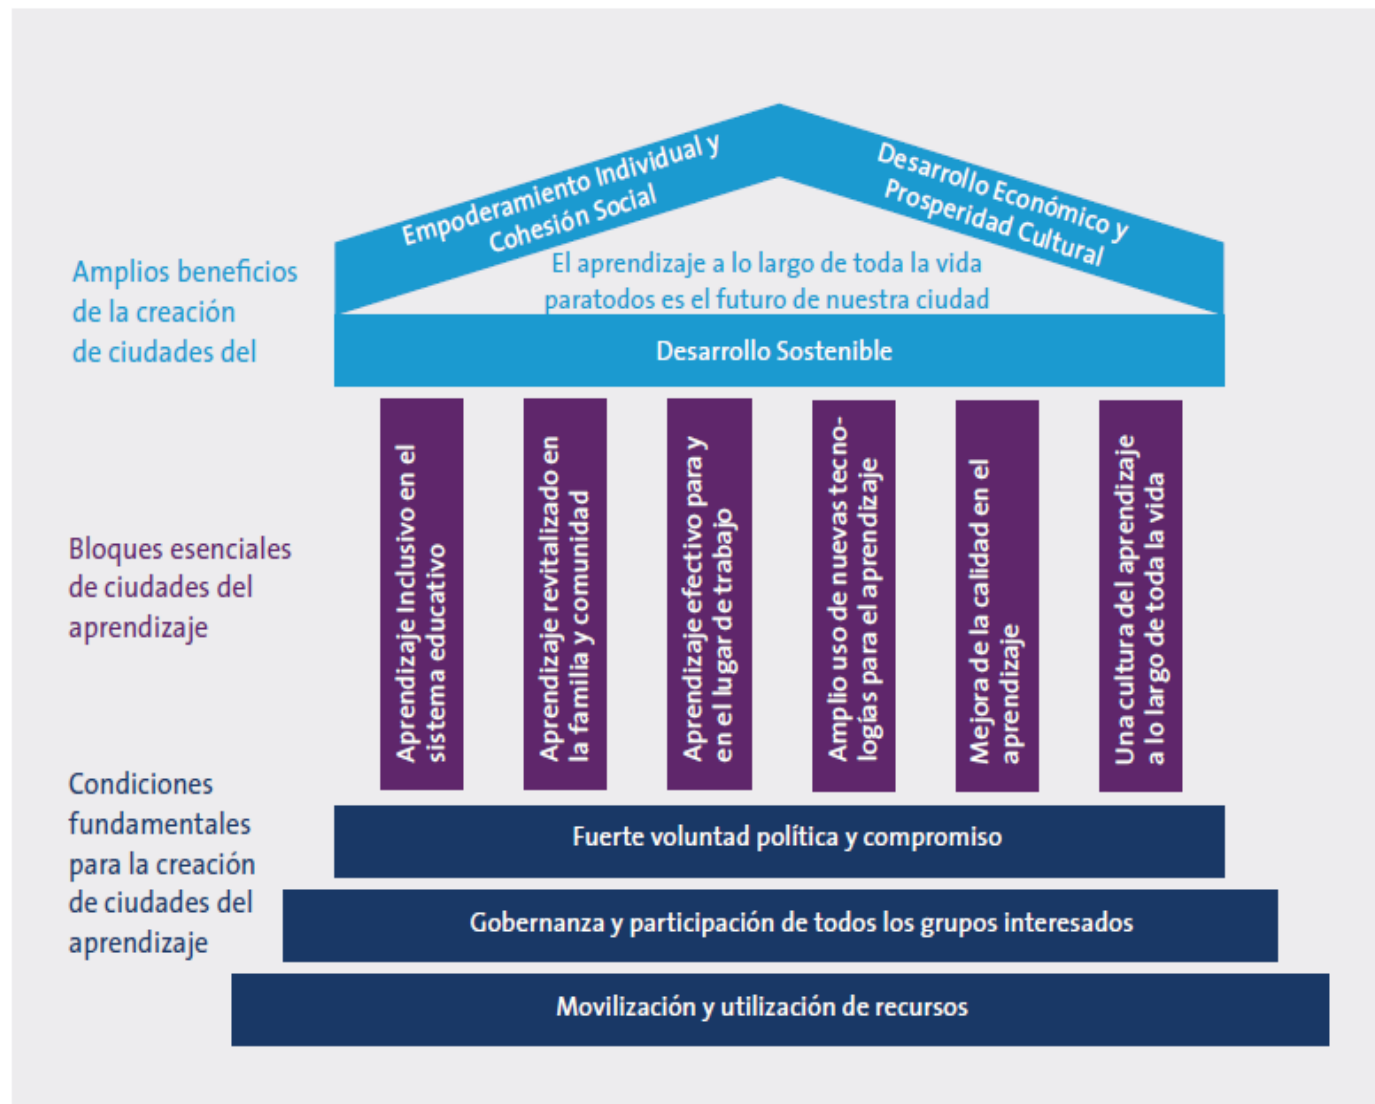 Empoderamiento Individual y
Cohesión Social
Desarrollo Económico y
Prosperidad Cultural
Amplios beneficios
de la creación
de ciudades del
El aprendizaje a lo largo de toda la vida
paratodos es el futuro de nuestra ciudad
Desarrollo Sostenible
Bloques esenciales
de ciudades del
aprendizaje
Aprendizaje Inclusivo en el
sistema educativo
Aprendizaje revitalizado en
la familia y comunidad
Aprendizaje efectivo para y
en el lugar de trabajo
Amplio uso de nuevas tecno-
logías para el aprendizaje
Mejora de la calidad en el
aprendizaje
Una cultura del aprendizaje
a lo largo de toda la vida
Condiciones
fundamentales
para la creación
de ciudades del
aprendizaje
Fuerte voluntad política y compromiso
Gobernanza y participación de todos los grupos interesados
Movilización y utilización de recursos